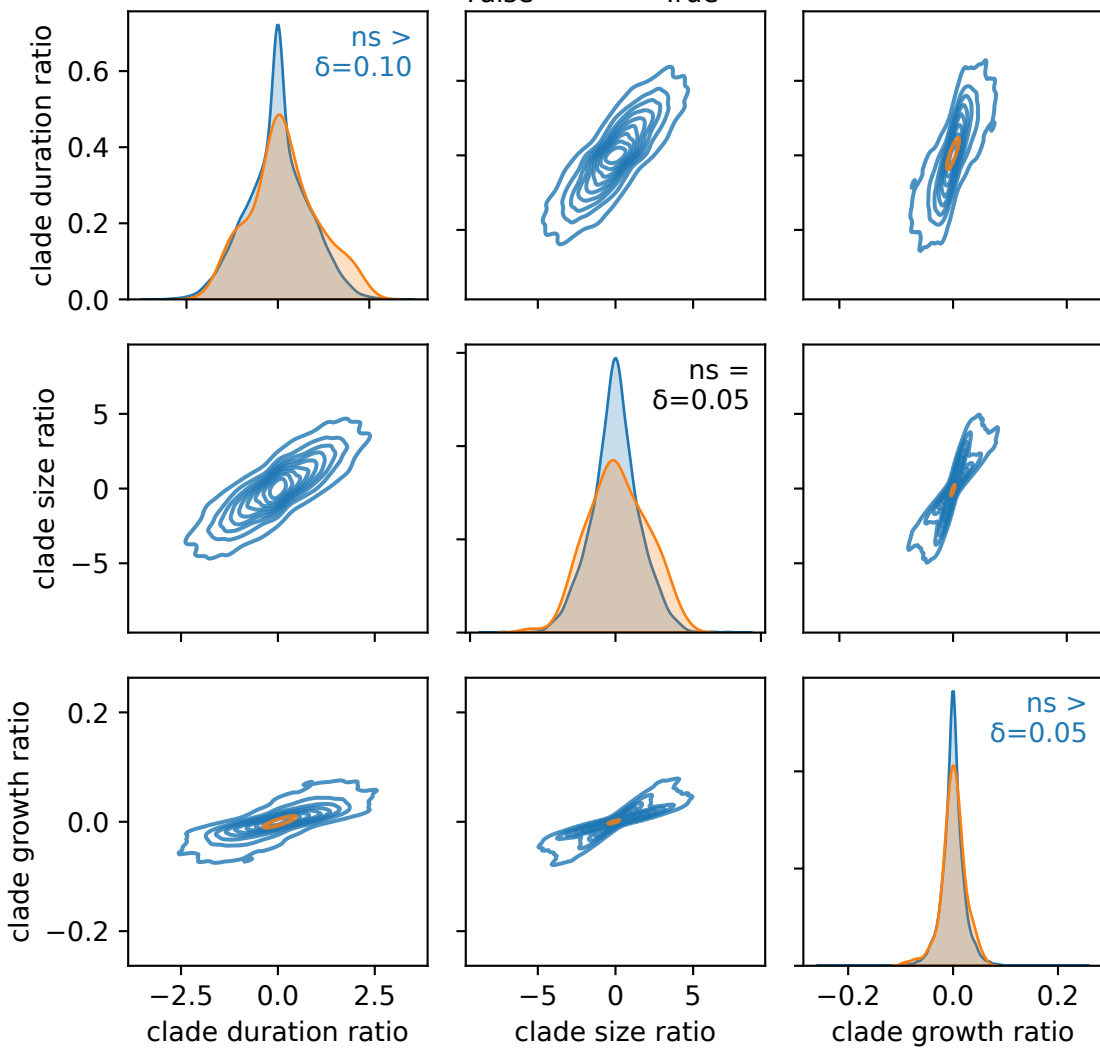 clade duration ratio
0.6
0.4
0.2
0.0
ns >
δ=0.10
clade size ratio
5
0
−5
ns =
δ=0.05
clade growth ratio
0.2
0.0
−0.2
ns >
δ=0.05
−2.5 0.0 2.5
−5 0 5
−0.2 0.0 0.2
clade duration ratio
clade size ratio
clade growth ratio